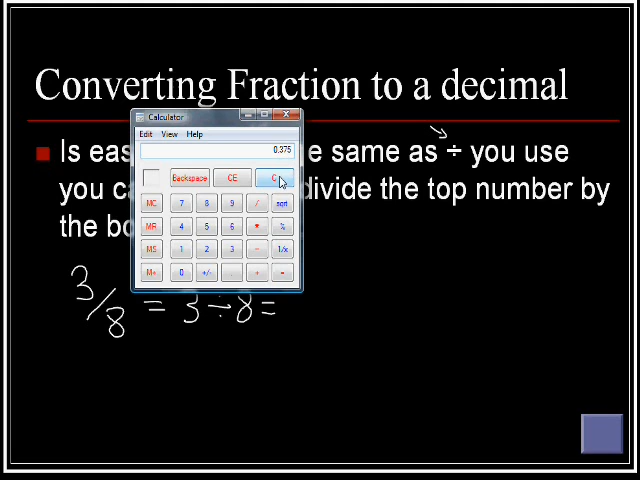 Converting Fraction to a decimal
Calculator
Edit View Help
0.375
Is eas e same as ÷ you use
Backspace CE C
you ca divide the top number by
MC 7 8 9 / sqrt
the bo
MR 4 5 6 * %
MS 1 2 3 - 1/x
M+ 0 +/- . + =
3/8 = 3 ÷ 8 =